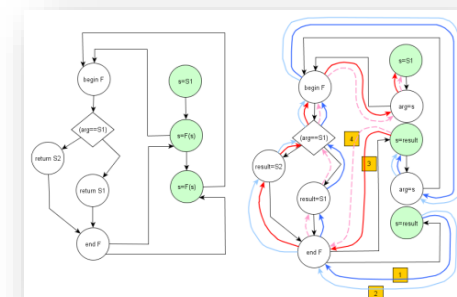 begin F
s=S1
(arg==S1)
s=F(s)
return S2
return S1
s=F(s)
end F
s=S1
begin F
arg=s
(arg==S1)
4
s=result
3
result=S2
arg=s
result=S1
s=result
end F
1
2